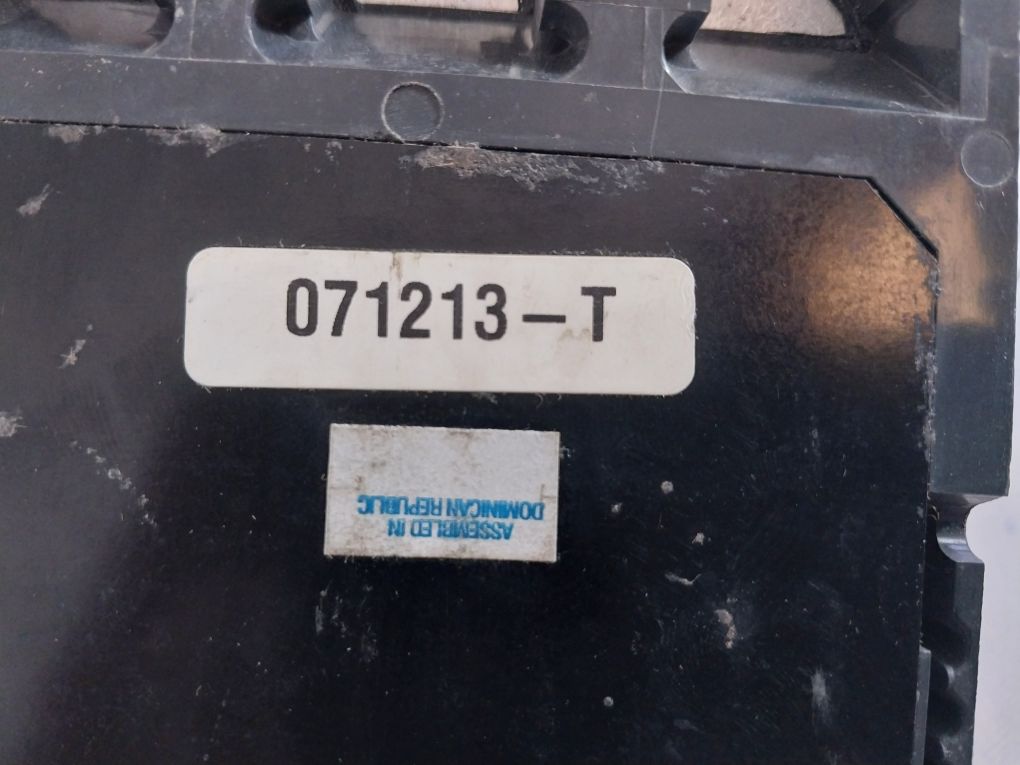 071213-T
ASSEMBLED IN
DOMINICAN REPUBLIC